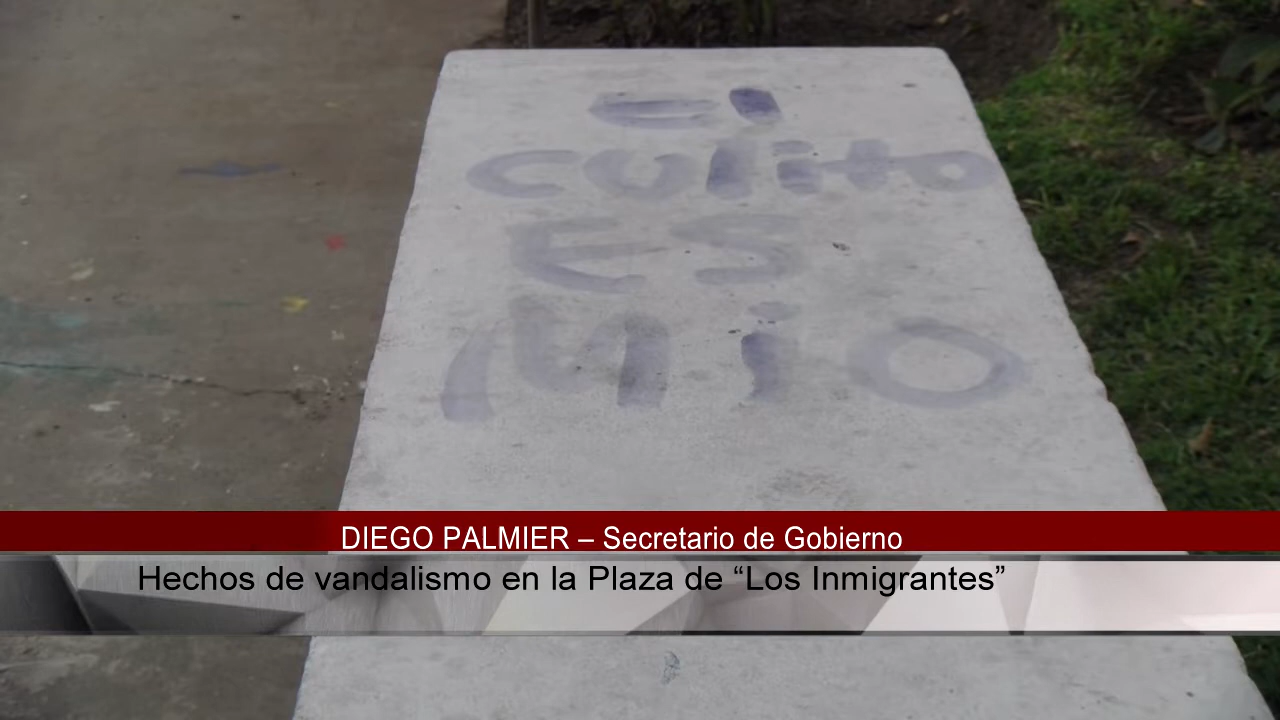 El
culito
ES
Mio
DIEGO PALMIER – Secretario de Gobierno
Hechos de vandalismo en la Plaza de “Los Inmigrantes”